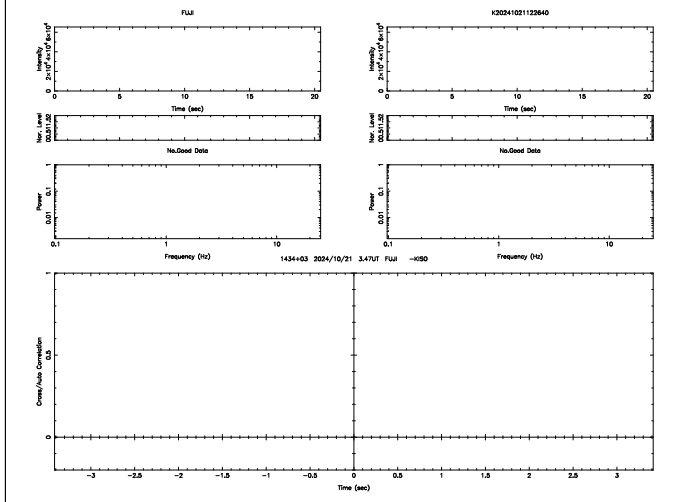 FUJI
K20241021122640
Intensity
0 2×10⁴ 4×10⁴ 6×10⁴
0 5 10 15 20
Time (sec)
Intensity
0 2×10⁴ 4×10⁴ 6×10⁴
0 5 10 15 20
Time (sec)
Nor. Level
00.511.52
Nor. Level
00.511.52
No.Good Data
No.Good Data
Power
0.01 0.1 1
0.1 1 10
Frequency (Hz)
Power
0.01 0.1 1
0.1 1 10
Frequency (Hz)
1434+03 2024/10/21 3.47UT FUJI -KISO
Cross/Auto Correlation
0 0.5 1
-3 -2.5 -2 -1.5 -1 -0.5 0 0.5 1 1.5 2 2.5 3
Time (sec)